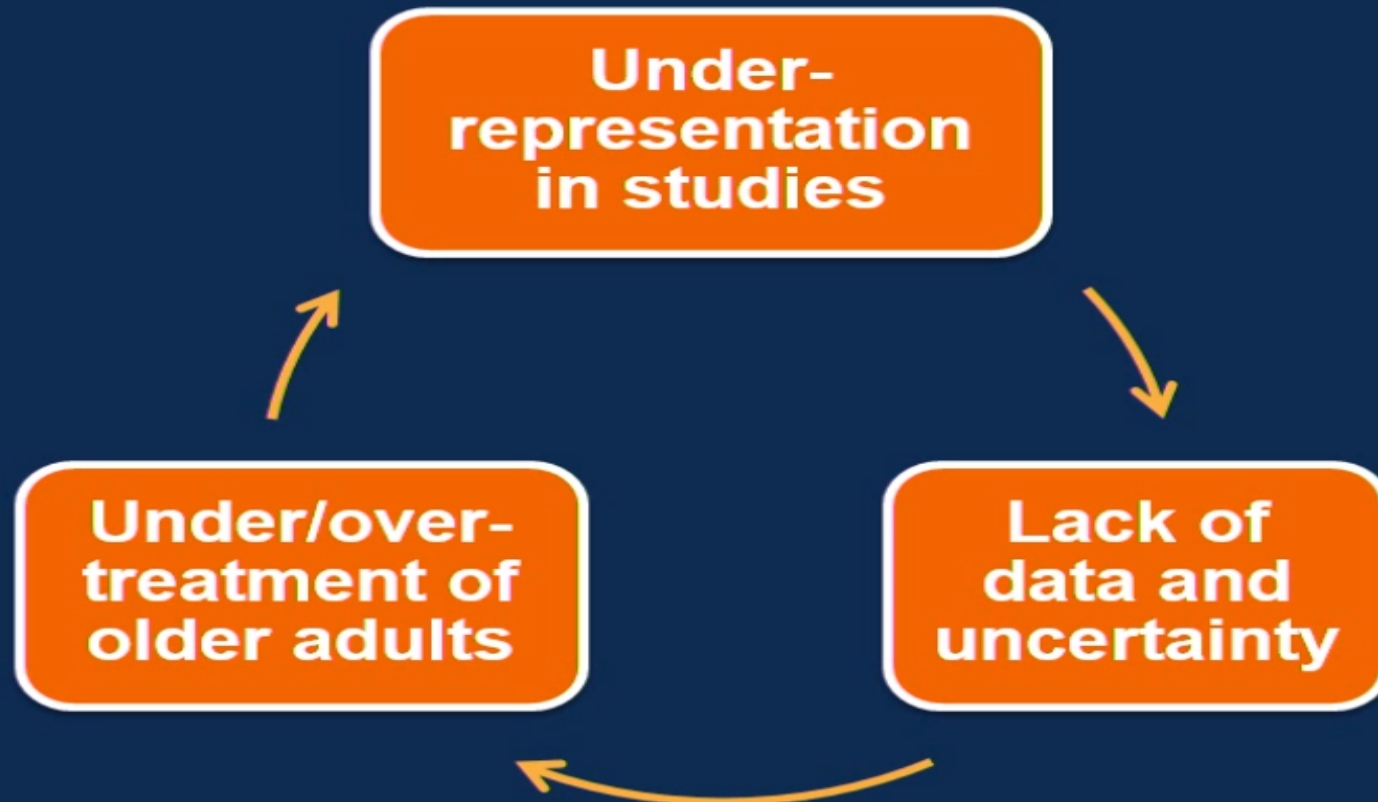 Under-
representation
in studies
Under/over-
treatment of
older adults
Lack of
data and
uncertainty